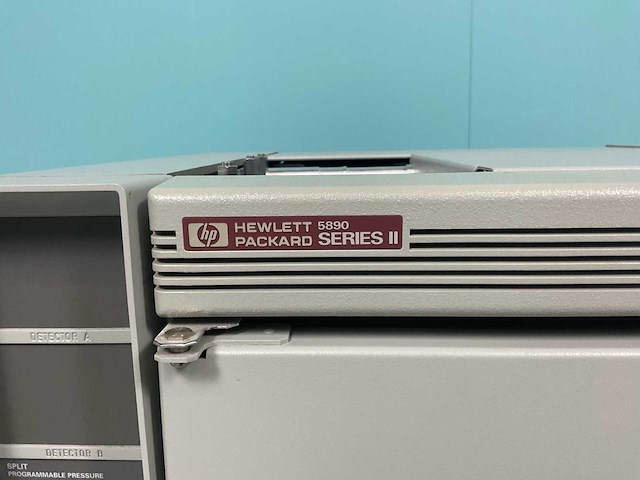 hp HEWLETT 5890
PACKARD SERIES II
DETECTOR A
DETECTOR B
SPLIT
PROGRAMMABLE PRESSURE